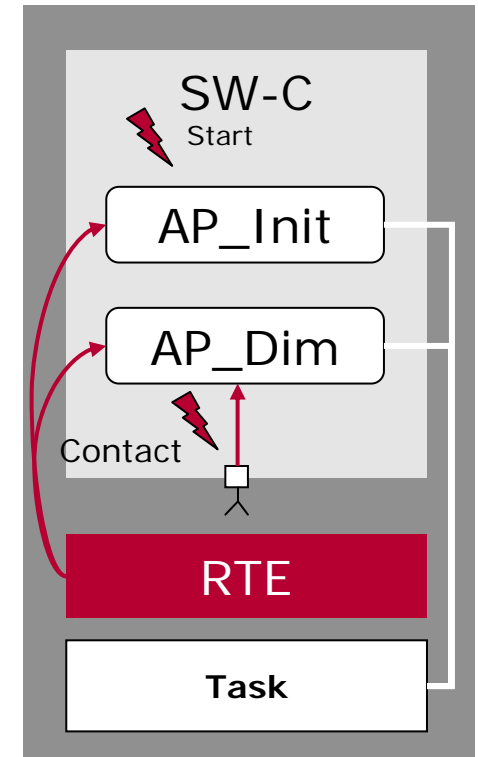 SW-C
Start
AP_Init
AP_Dim
Contact
RTE
Task